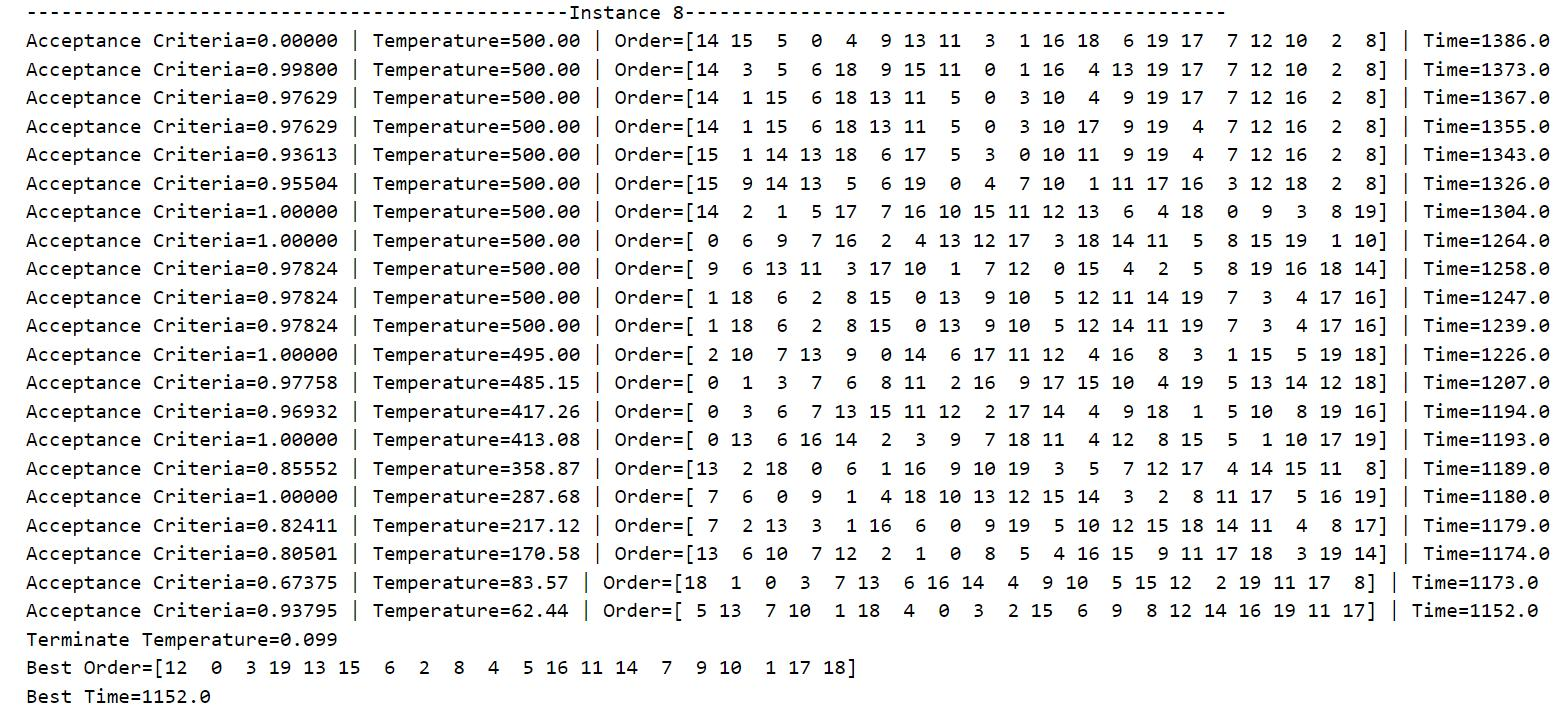 -----------------------------------------------Instance 8-----------------------------------------------
Acceptance Criteria=0.00000 | Temperature=500.00 | Order=[14 15  5  0  4  9 13 11  3  1 16 18  6 19 17  7 12 10  2  8] | Time=1386.0
Acceptance Criteria=0.99800 | Temperature=500.00 | Order=[14  3  5  6 18  9 15 11  0  1 16  4 13 19 17  7 12 10  2  8] | Time=1373.0
Acceptance Criteria=0.97629 | Temperature=500.00 | Order=[14  1 15  6 18 13 11  5  0  3 10  4  9 19 17  7 12 16  2  8] | Time=1367.0
Acceptance Criteria=0.97629 | Temperature=500.00 | Order=[14  1 15  6 18 13 11  5  0  3 10 17  9 19  4  7 12 16  2  8] | Time=1355.0
Acceptance Criteria=0.93613 | Temperature=500.00 | Order=[15  1 14 13 18  6 17  5  3  0 10 11  9 19  4  7 12 16  2  8] | Time=1343.0
Acceptance Criteria=0.95504 | Temperature=500.00 | Order=[15  9 14 13  5  6 19  0  4  7 10  1 11 17 16  3 12 18  2  8] | Time=1326.0
Acceptance Criteria=1.00000 | Temperature=500.00 | Order=[14  2  1  5 17  7 16 10 15 11 12 13  6  4 18  0  9  3  8 19] | Time=1304.0
Acceptance Criteria=1.00000 | Temperature=500.00 | Order=[ 0  6  9  7 16  2  4 13 12 17  3 18 14 11  5  8 15 19  1 10] | Time=1264.0
Acceptance Criteria=0.97824 | Temperature=500.00 | Order=[ 9  6 13 11  3 17 10  1  7 12  0 15  4  2  5  8 19 16 18 14] | Time=1258.0
Acceptance Criteria=0.97824 | Temperature=500.00 | Order=[ 1 18  6  2  8 15  0 13  9 10  5 12 11 14 19  7  3  4 17 16] | Time=1247.0
Acceptance Criteria=0.97824 | Temperature=500.00 | Order=[ 1 18  6  2  8 15  0 13  9 10  5 12 14 11 19  7  3  4 17 16] | Time=1239.0
Acceptance Criteria=1.00000 | Temperature=495.00 | Order=[ 2 10  7 13  9  0 14  6 17 11 12  4 16  8  3  1 15  5 19 18] | Time=1226.0
Acceptance Criteria=0.97758 | Temperature=485.15 | Order=[ 0  1  3  7  6  8 11  2 16  9 17 15 10  4 19  5 13 14 12 18] | Time=1207.0
Acceptance Criteria=0.96932 | Temperature=417.26 | Order=[ 0  3  6  7 13 15 11 12  2 17 14  4  9 18  1  5 10  8 19 16] | Time=1194.0
Acceptance Criteria=1.00000 | Temperature=413.08 | Order=[ 0 13  6 16 14  2  3  9  7 18 11  4 12  8 15  5  1 10 17 19] | Time=1193.0
Acceptance Criteria=0.85552 | Temperature=358.87 | Order=[13  2 18  0  6  1 16  9 10 19  3  5  7 12 17  4 14 15 11  8] | Time=1189.0
Acceptance Criteria=1.00000 | Temperature=287.68 | Order=[ 7  6  0  9  1  4 18 10 13 12 15 14  3  2  8 11 17  5 16 19] | Time=1180.0
Acceptance Criteria=0.82411 | Temperature=217.12 | Order=[ 7  2 13  3  1 16  6  0  9 19  5 10 12 15 18 14 11  4  8 17] | Time=1179.0
Acceptance Criteria=0.80501 | Temperature=170.58 | Order=[13  6 10  7 12  2  1  0  8  5  4 16 15  9 11 17 18  3 19 14] | Time=1174.0
Acceptance Criteria=0.67375 | Temperature=83.57 | Order=[18  1  0  3  7 13  6 16 14  4  9 10  5 15 12  2 19 11 17  8] | Time=1173.0
Acceptance Criteria=0.93795 | Temperature=62.44 | Order=[ 5 13  7 10  1 18  4  0  3  2 15  6  9  8 12 14 16 19 11 17] | Time=1152.0
Terminate Temperature=0.099
Best Order=[12  0  3 19 13 15  6  2  8  4  5 16 11 14  7  9 10  1 17 18]
Best Time=1152.0